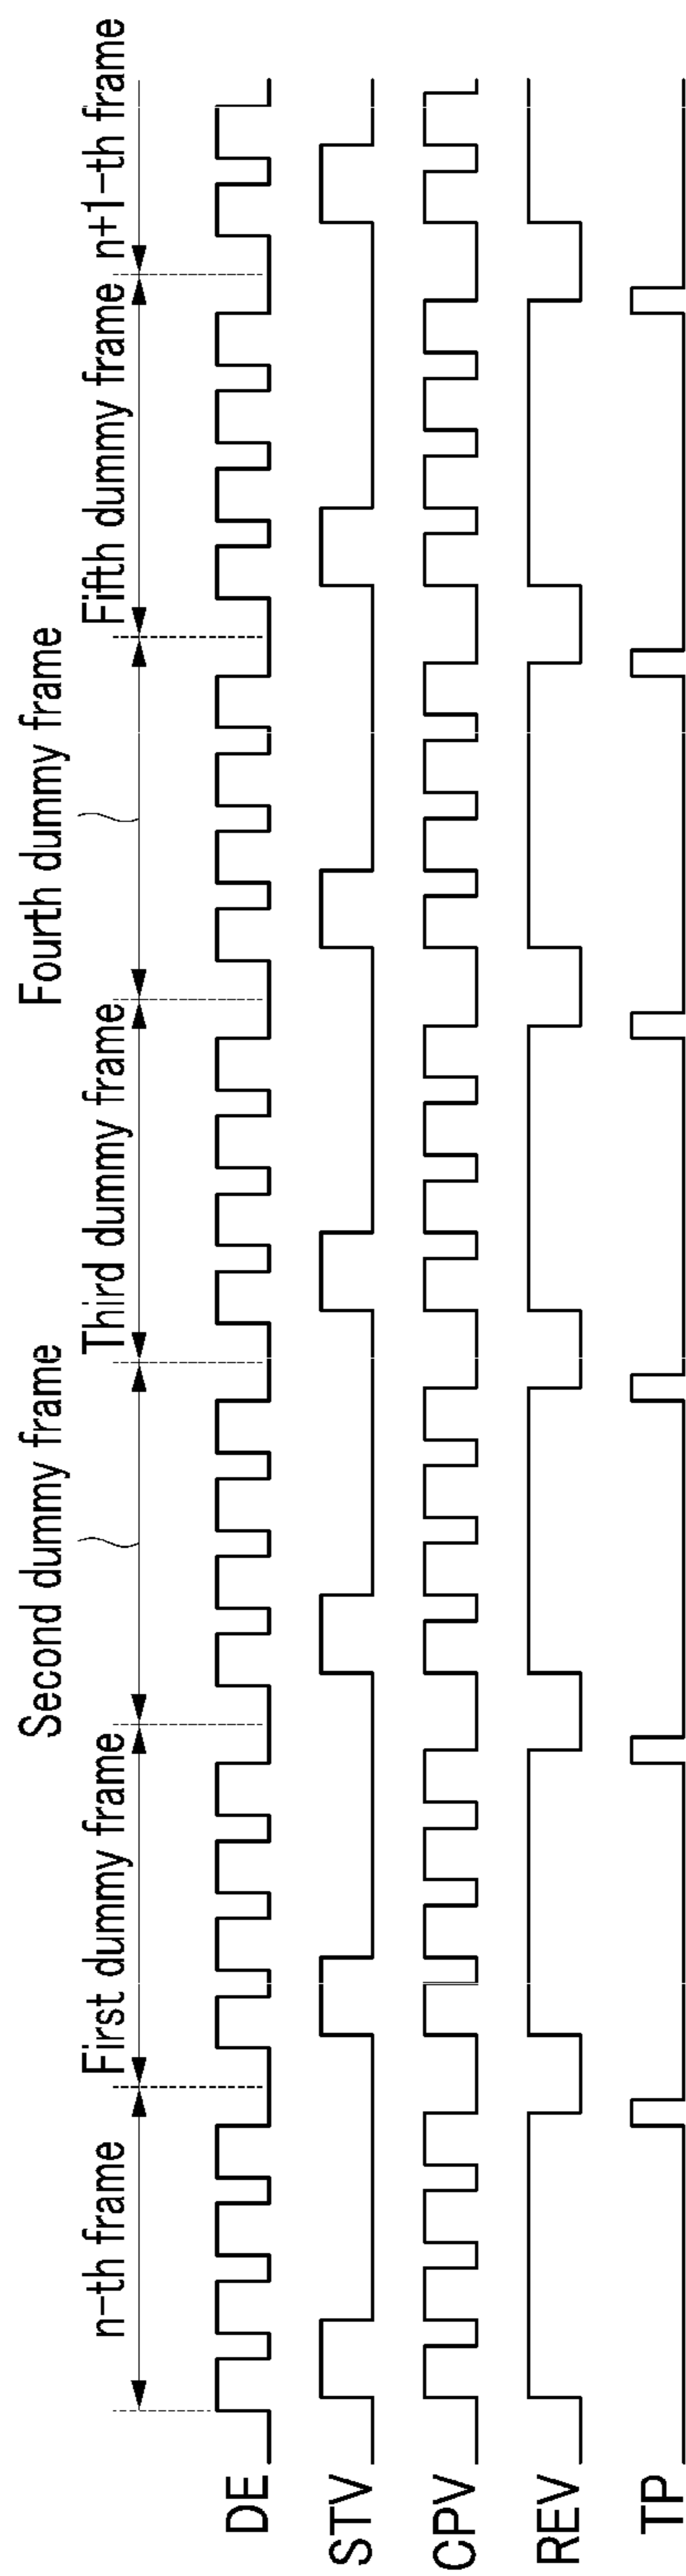 Second dummy frame
Fourth dummy frame
n-th frame
First dummy frame
Third dummy frame
Fifth dummy frame
n+1-th frame
DE
STV
CPV
REV
TP